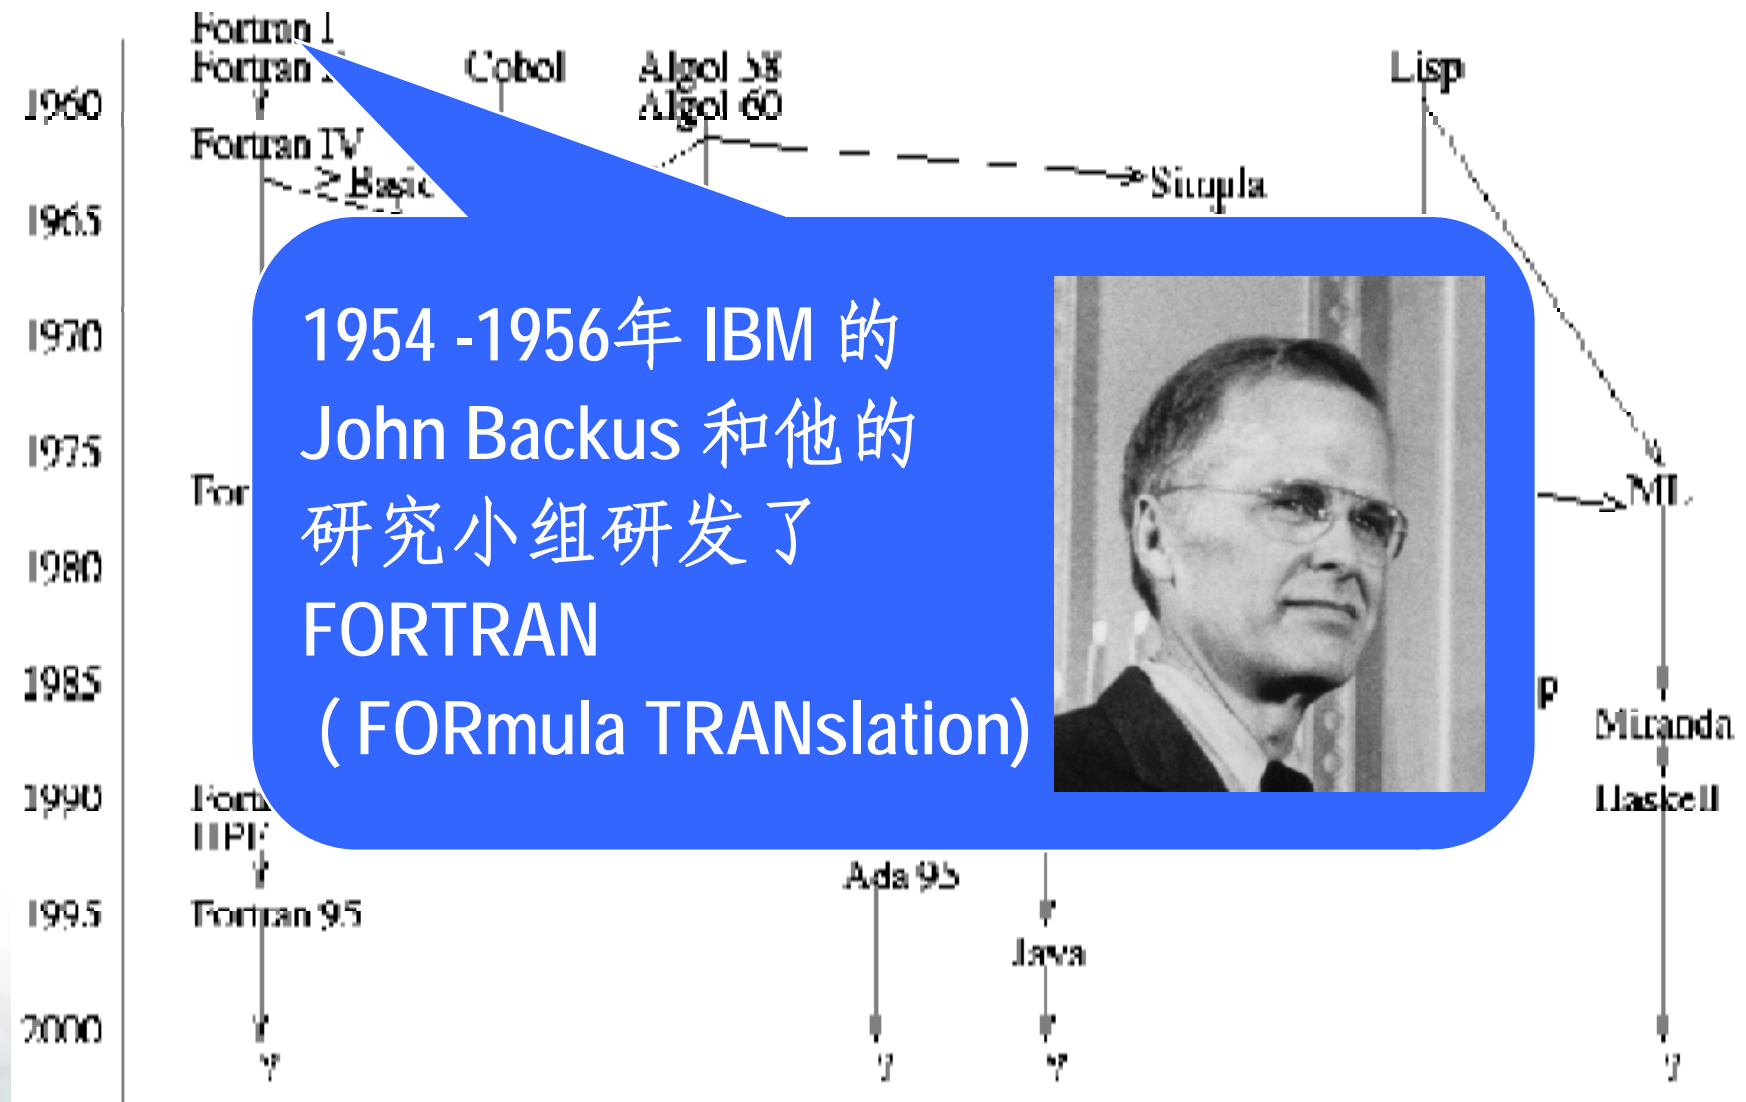 Fortran I
Fortran
Cobol
Algol 58
Lisp
1960
Algol 60
Fortran IV
Basic
Simula
1965
1954 -1956年 IBM 的
John Backus 和他的
研究小组研发了
FORTRAN
( FORmula TRANslation)
1970
1975
For
ML
1980
1985
p
Miranda
1990
Fort
Haskell
HPF
Ada 95
1995
Fortran 95
Java
2000
?
?
?
?